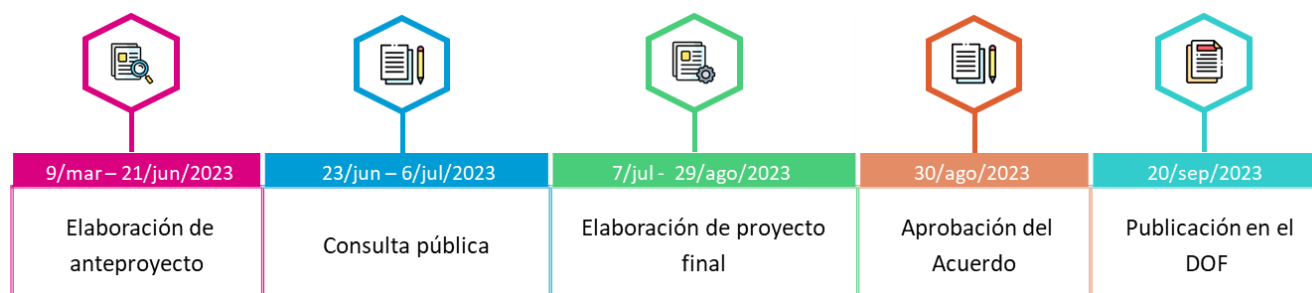 9/mar – 21/jun/2023
23/jun – 6/jul/2023
7/jul -  29/ago/2023
30/ago/2023
20/sep/2023
Elaboración de
anteproyecto
Consulta pública
Elaboración de proyecto
final
Aprobación del
Acuerdo
Publicación en el
DOF